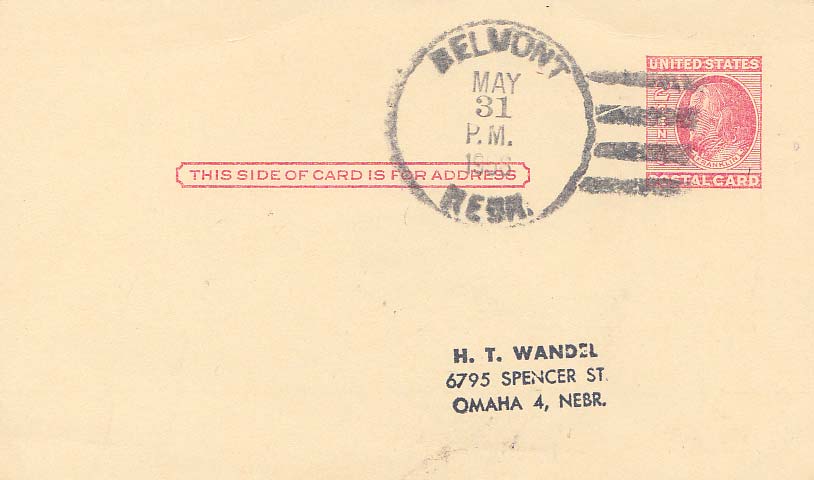 BELMONT
MAY
31
P.M.
NEBR.
UNITED STATES
POSTAL CARD
THIS SIDE OF CARD IS FOR ADDRESS
H. T. WANDEL
6795 SPENCER ST.
OMAHA 4, NEBR.